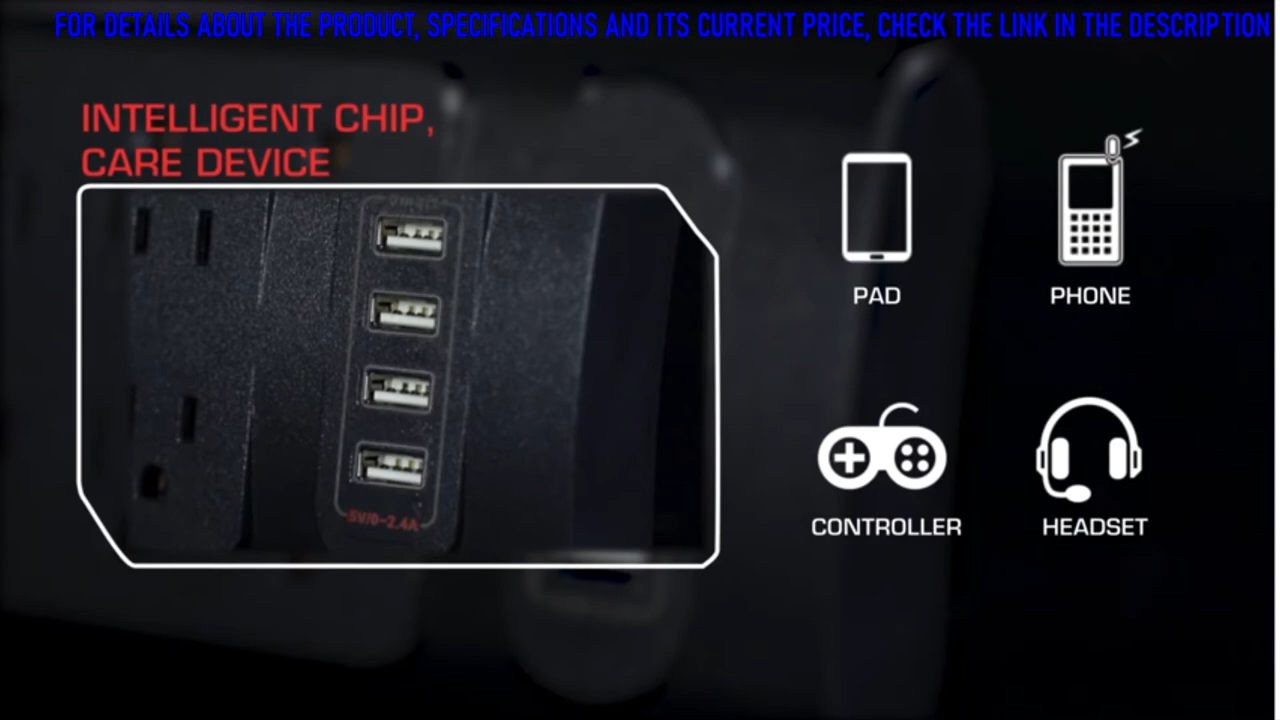 FOR DETAILS ABOUT THE PRODUCT, SPECIFICATIONS AND ITS CURRENT PRICE, CHECK THE LINK IN THE DESCRIPTION
INTELLIGENT CHIP,
CARE DEVICE
PAD
PHONE
5V/0-2.4A
CONTROLLER
HEADSET